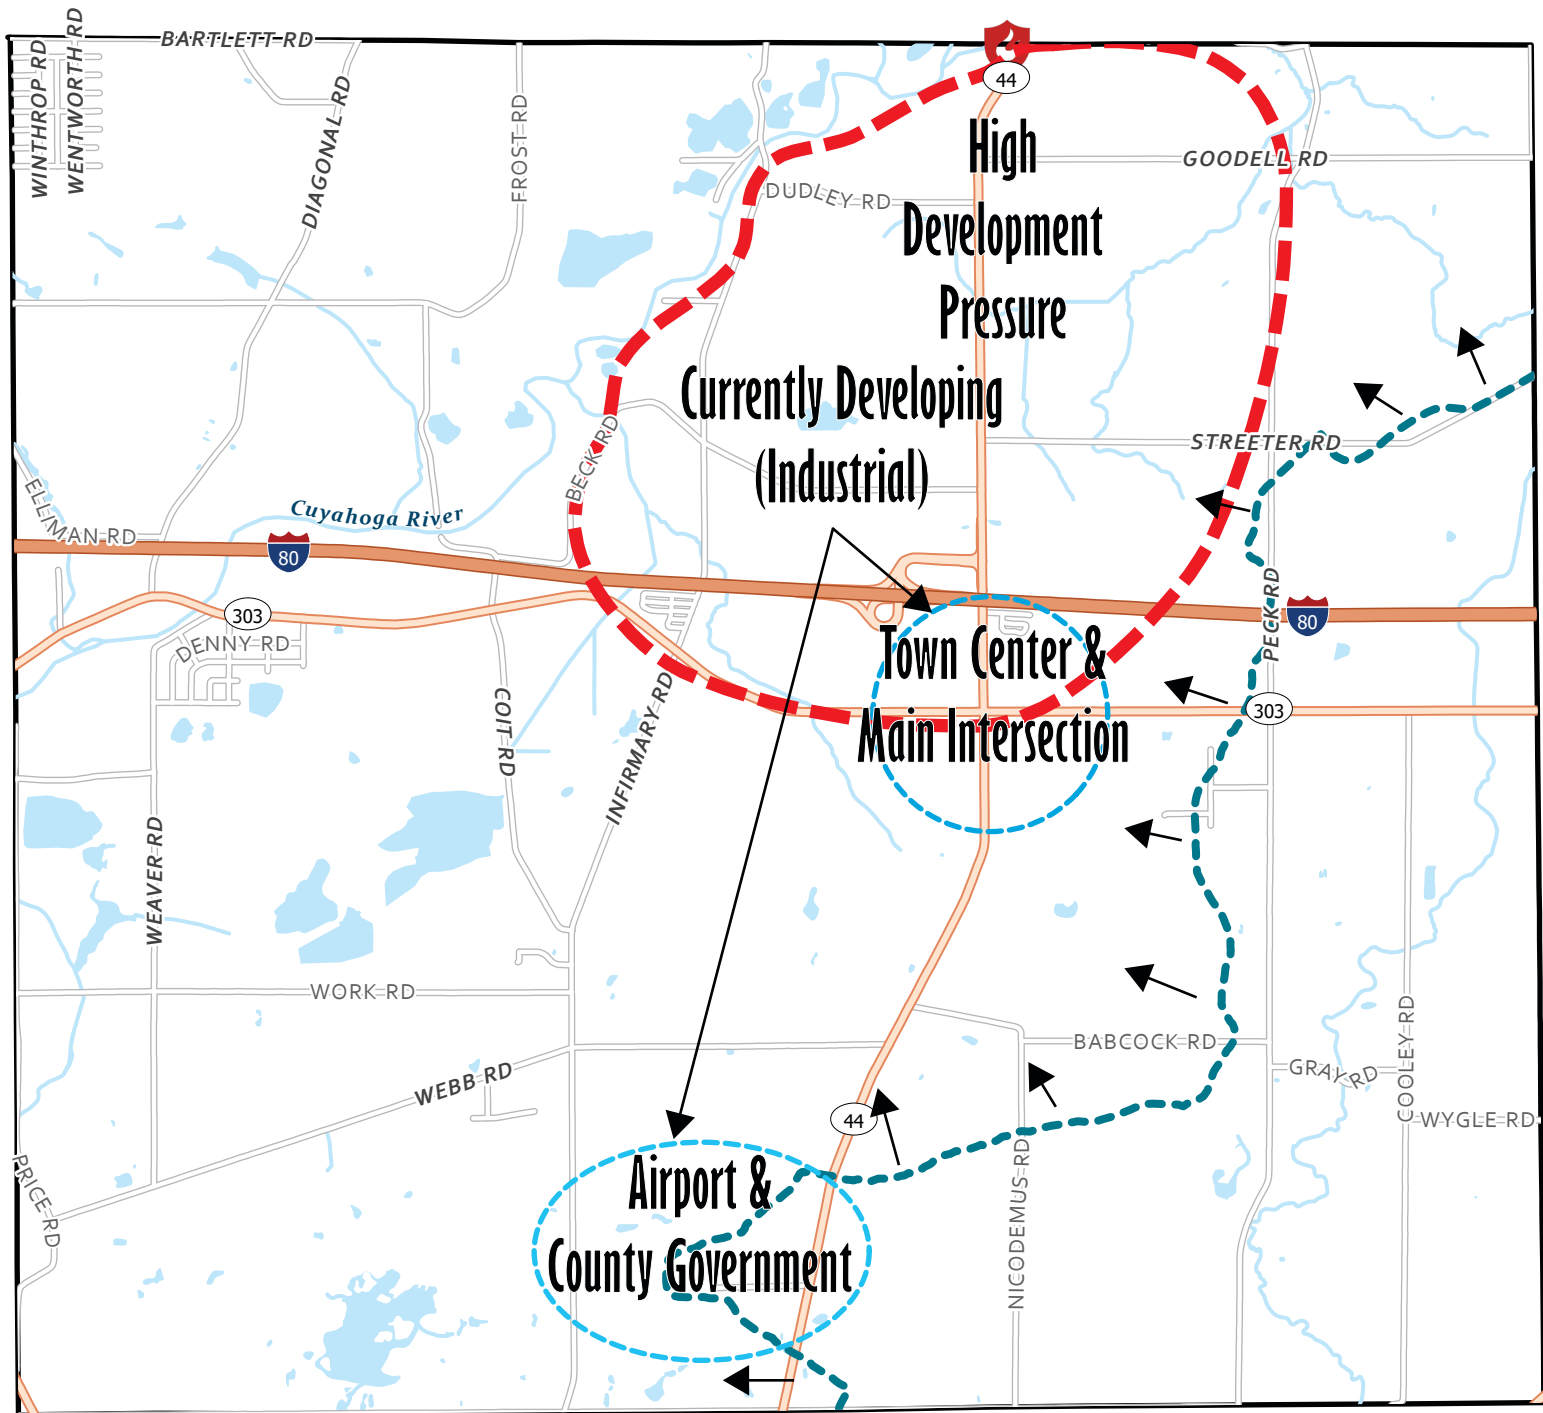 BARTLETT RD
WINTHROP RD
WENTWORTH RD
DIAGONAL RD
FROST RD
44
High
Development
Pressure
GOODELL RD
DUDLEY RD
Currently Developing
(Industrial)
STREETER RD
BECK RD
ELLIMAN RD
Cuyahoga River
80
303
DENNY RD
PECK RD
80
Town Center &
Main Intersection
303
COIT RD
INFIRMARY RD
WEAVER RD
WORK RD
WEBB RD
BABCOCK RD
GRAY RD
COOLEY RD
WYGLE RD
44
PRICE RD
NICODEMUS RD
Airport &
County Government